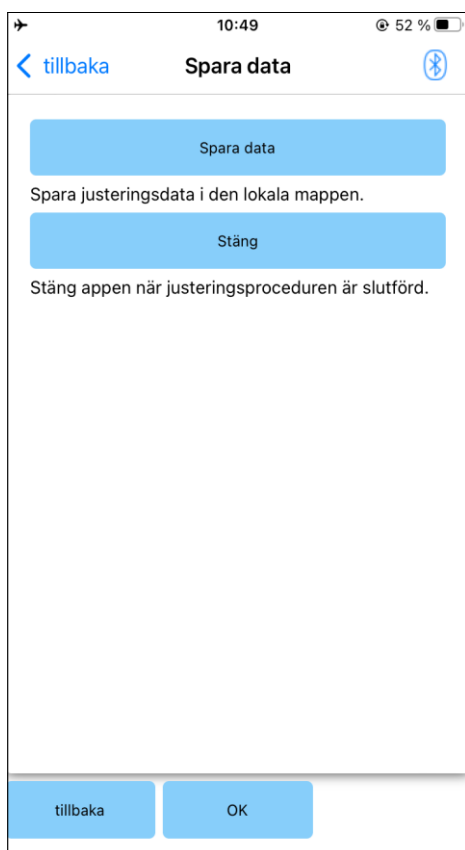 10:49
52 %
tillbaka
Spara data
Spara data
Spara justeringsdata i den lokala mappen.
Stäng
Stäng appen när justeringsproceduren är slutförd.
tillbaka
OK